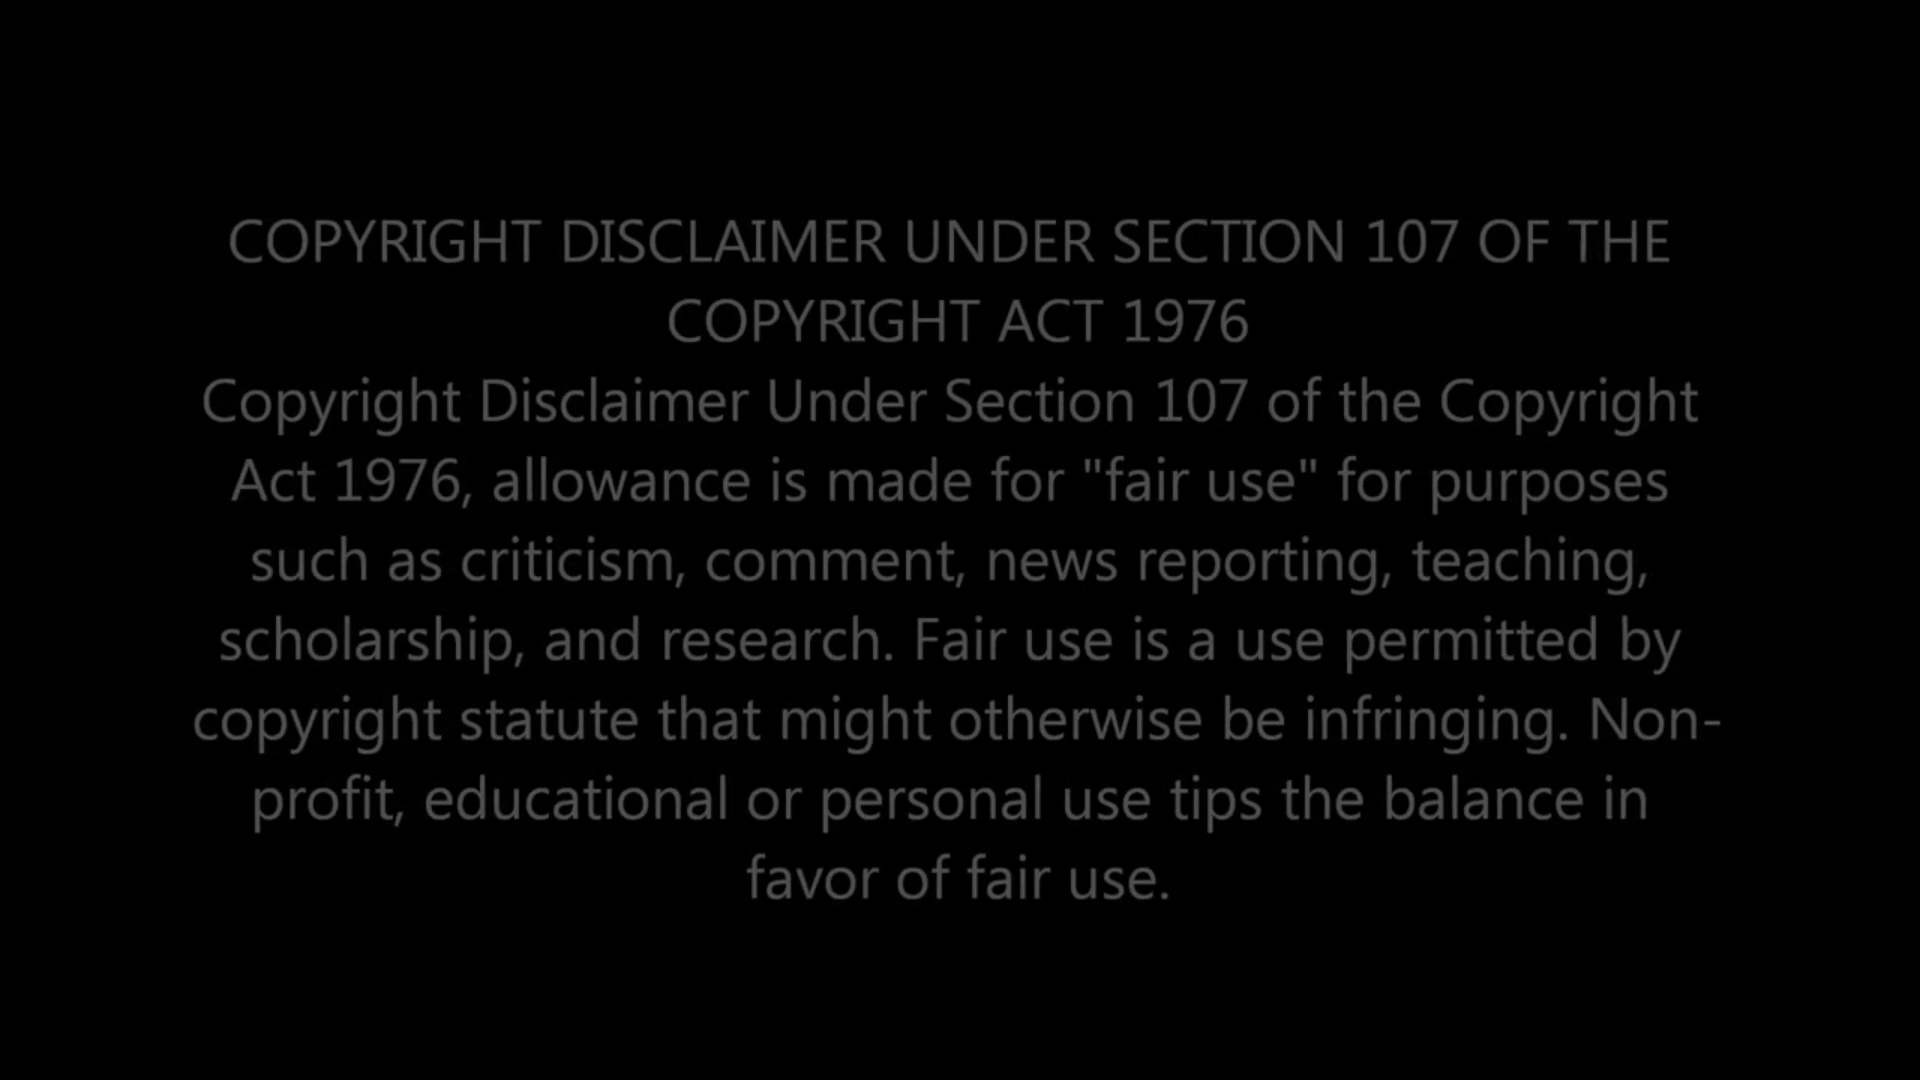 COPYRIGHT DISCLAIMER UNDER SECTION 107 OF THE
COPYRIGHT ACT 1976
Copyright Disclaimer Under Section 107 of the Copyright
Act 1976, allowance is made for "fair use" for purposes
such as criticism, comment, news reporting, teaching,
scholarship, and research. Fair use is a use permitted by
copyright statute that might otherwise be infringing. Non-
profit, educational or personal use tips the balance in
favor of fair use.